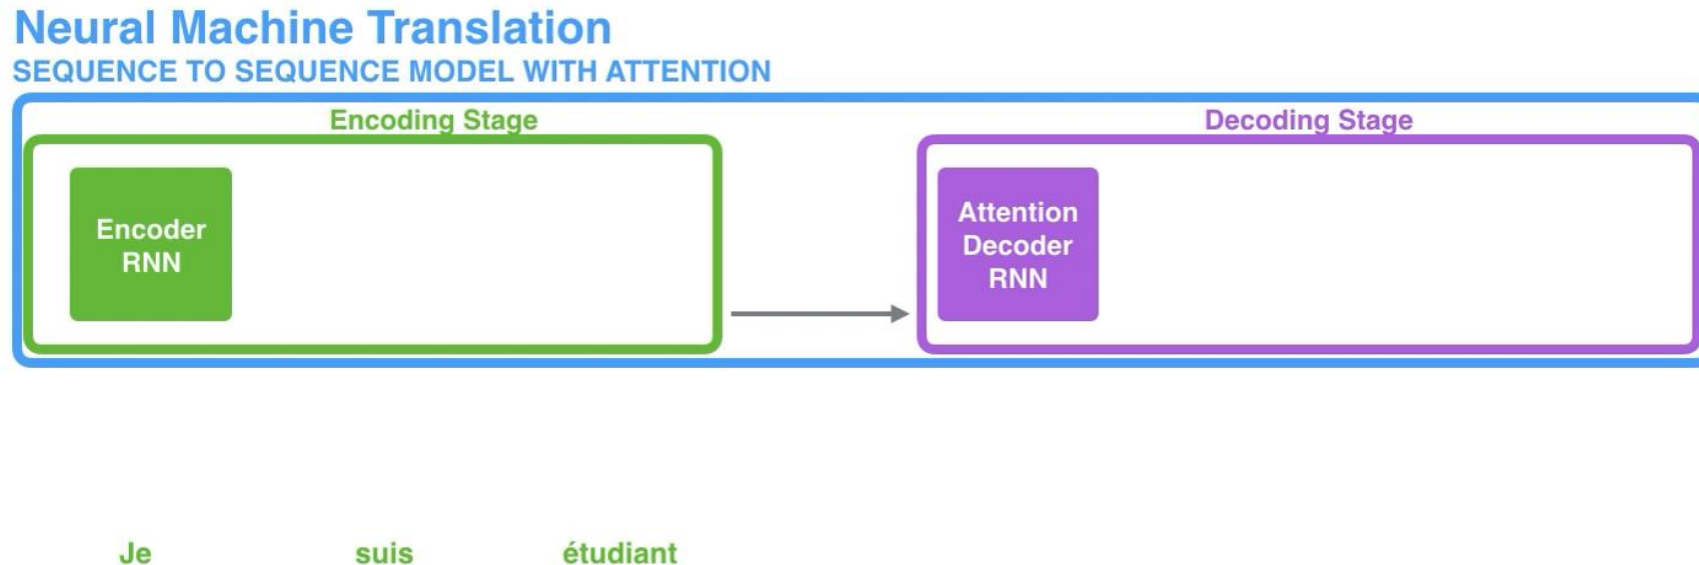 Neural Machine Translation
SEQUENCE TO SEQUENCE MODEL WITH ATTENTION
Encoding Stage
Encoder
RNN
Decoding Stage
Attention
Decoder
RNN
Je suis étudiant